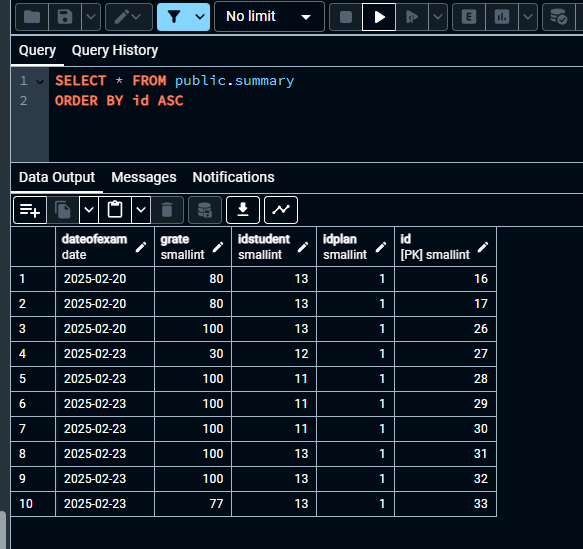 No limit
Query Query History
1 SELECT * FROM public.summary
2 ORDER BY id ASC
Data Output Messages Notifications
dateofexam grate idstudent idplan id
date smallint smallint smallint [PK] smallint
1 2025-02-20 80 13 1 16
2 2025-02-20 80 13 1 17
3 2025-02-20 100 13 1 26
4 2025-02-23 30 12 1 27
5 2025-02-23 100 11 1 28
6 2025-02-23 100 11 1 29
7 2025-02-23 100 11 1 30
8 2025-02-23 100 13 1 31
9 2025-02-23 100 13 1 32
10 2025-02-23 77 13 1 33